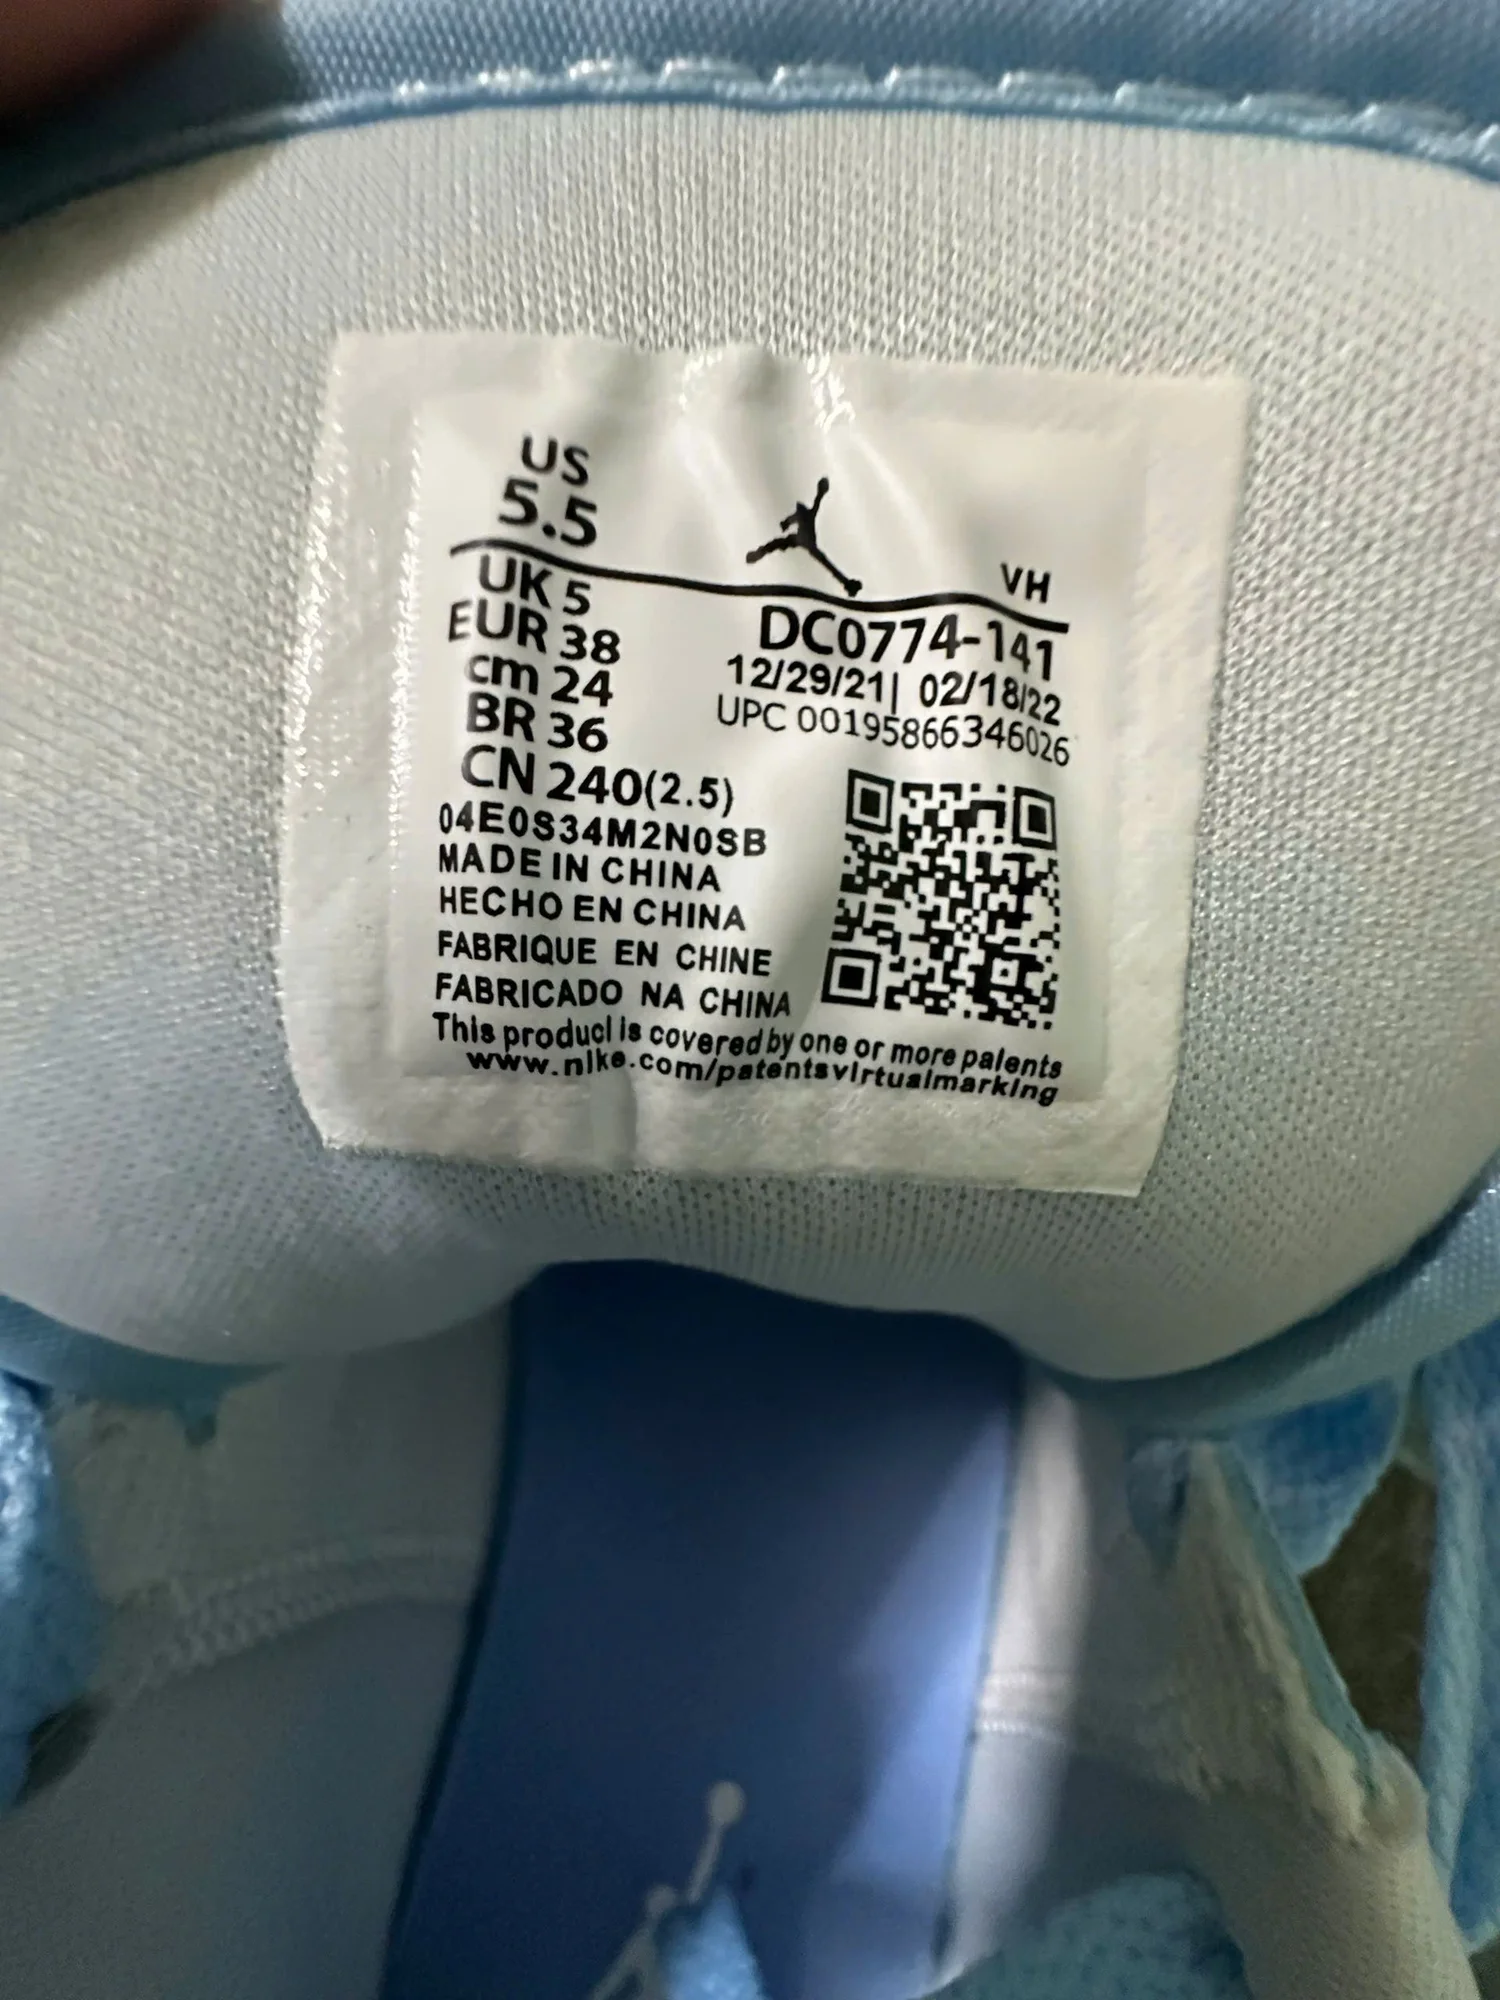 US
5.5
VH
UK 5
EUR 38
cm 24
BR 36
CN 240(2.5)
DC0774-141
12/29/21| 02/18/22
UPC 00195866346026
04E0S34M2N0SB
MADE IN CHINA
HECHO EN CHINA
FABRIQUE EN CHINE
FABRICADO NA CHINA
This product is covered by one or more patents
www.nike.com/patentsvirtualmarking